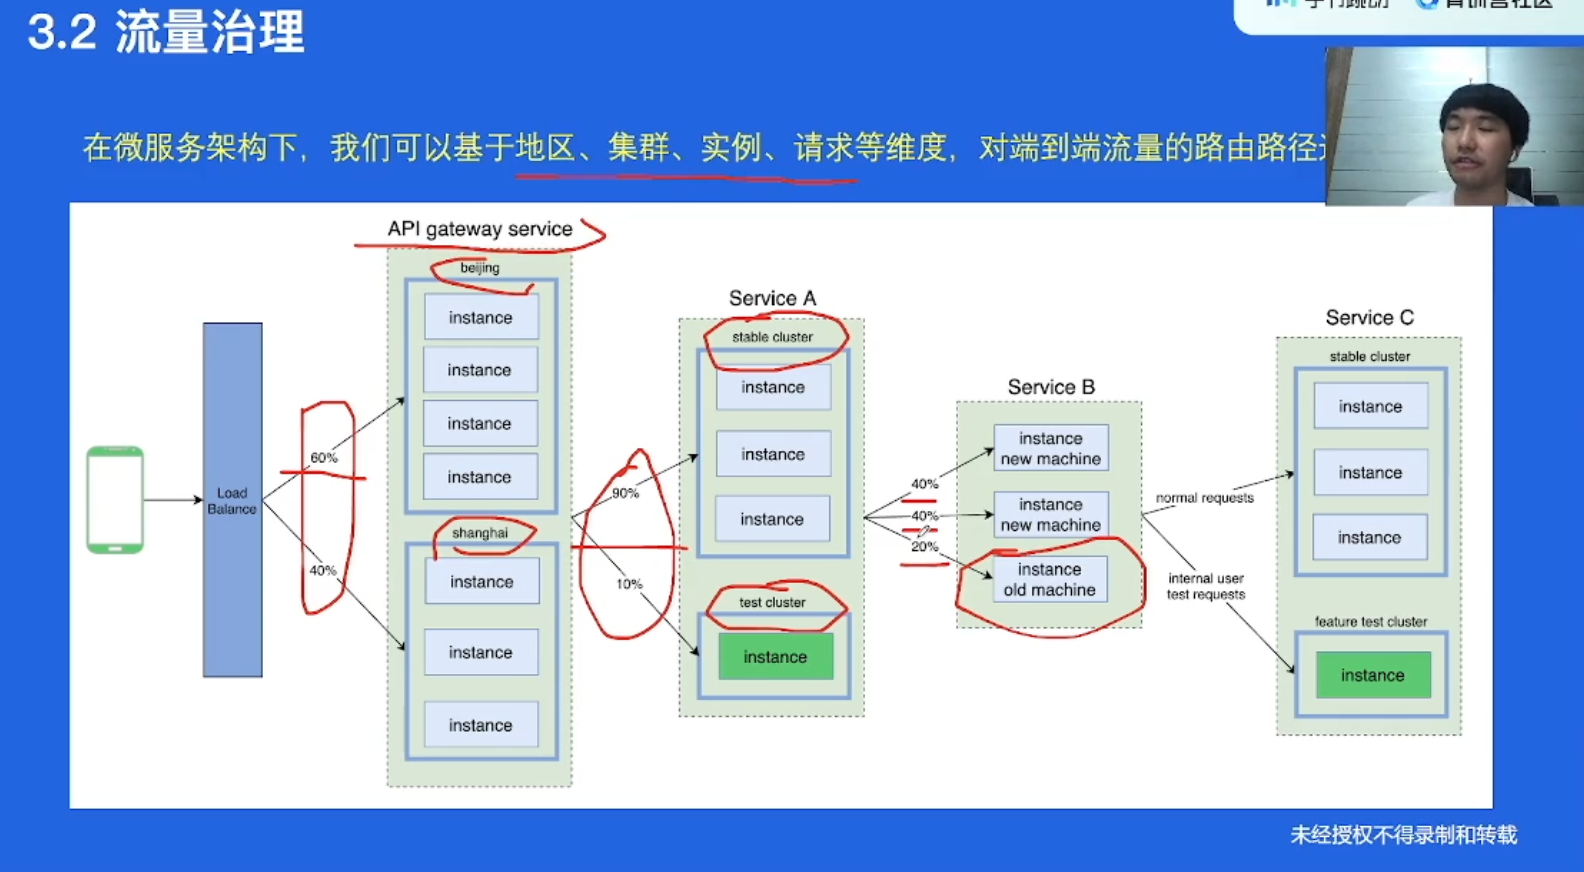 3.2 流量治理
在微服务架构下，我们可以基于地区、集群、实例、请求等维度，对端到端流量的路由路径
API gateway service
beijing
instance
instance
instance
instance
shanghai
instance
instance
instance
Load
Balance
60%
40%
90%
10%
Service A
stable cluster
instance
instance
instance
test cluster
instance
40%
40%
20%
Service B
instance
new machine
instance
new machine
instance
old machine
normal requests
internal user
test requests
Service C
stable cluster
instance
instance
instance
feature test cluster
instance
未经授权不得录制和转载